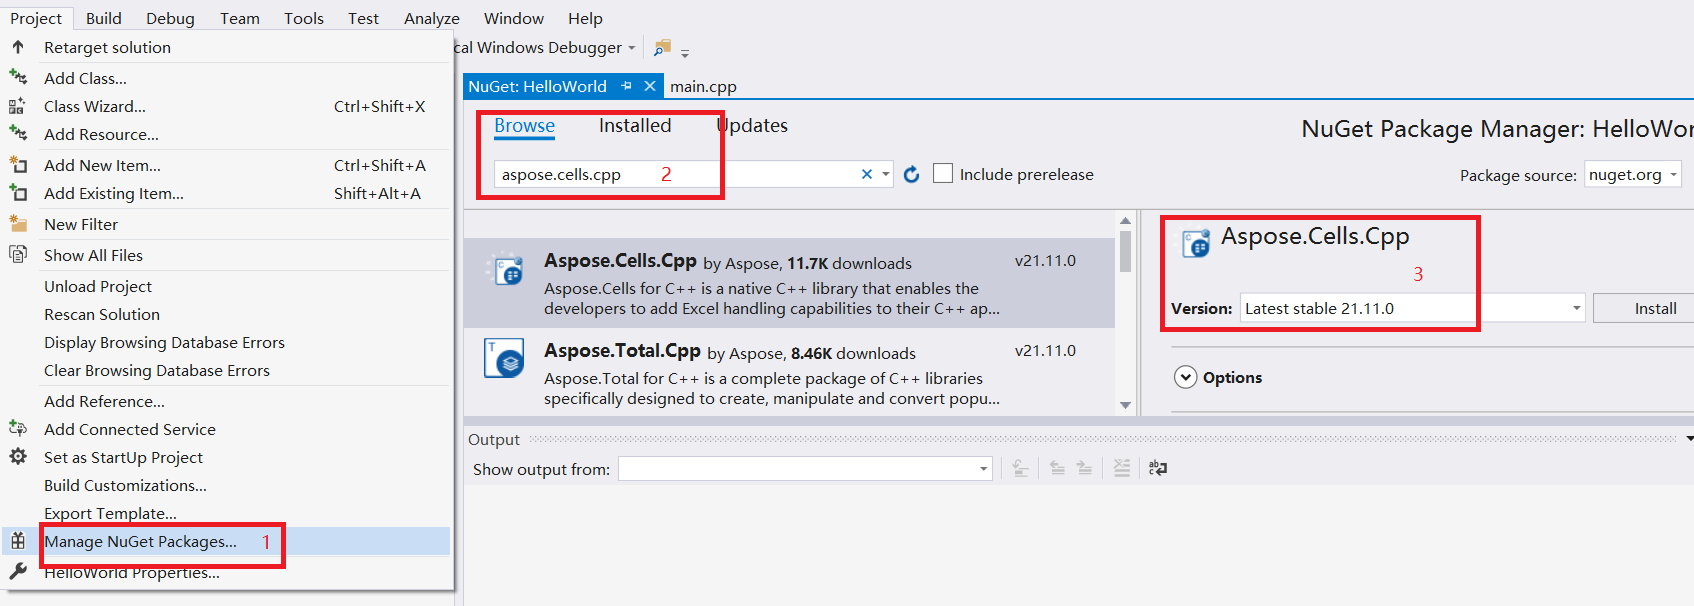 Project Build Debug Team Tools Test Analyze Window Help
Retarget solution
Add Class...
Class Wizard... Ctrl+Shift+X
Add Resource...
Add New Item... Ctrl+Shift+A
Add Existing Item... Shift+Alt+A
New Filter
Show All Files
Unload Project
Rescan Solution
Display Browsing Database Errors
Clear Browsing Database Errors
Add Reference...
Add Connected Service
Set as StartUp Project
Build Customizations...
Export Template...
Manage NuGet Packages... 1
HelloWorld Properties...
cal Windows Debugger
NuGet: HelloWorld main.cpp
Browse Installed Updates
NuGet Package Manager: HelloWor
aspose.cells.cpp 2
Include prerelease
Package source: nuget.org
Aspose.Cells.Cpp by Aspose, 11.7K downloads v21.11.0
Aspose.Cells for C++ is a native C++ library that enables the
developers to add Excel handling capabilities to their C++ ap...
Aspose.Total.Cpp by Aspose, 8.46K downloads v21.11.0
Aspose.Total for C++ is a complete package of C++ libraries
specifically designed to create, manipulate and convert popu...
Aspose.Cells.Cpp
3
Version: Latest stable 21.11.0 Install
Options
Output
Show output from: